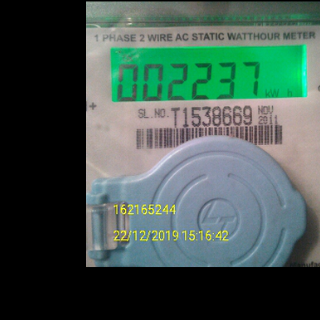 1 PHASE 2 WIRE AC STATIC WATTHOUR METER
002237 kW h
SL.NO. T1538669 NOV 2011
162165244
22/12/2019 15:16:42